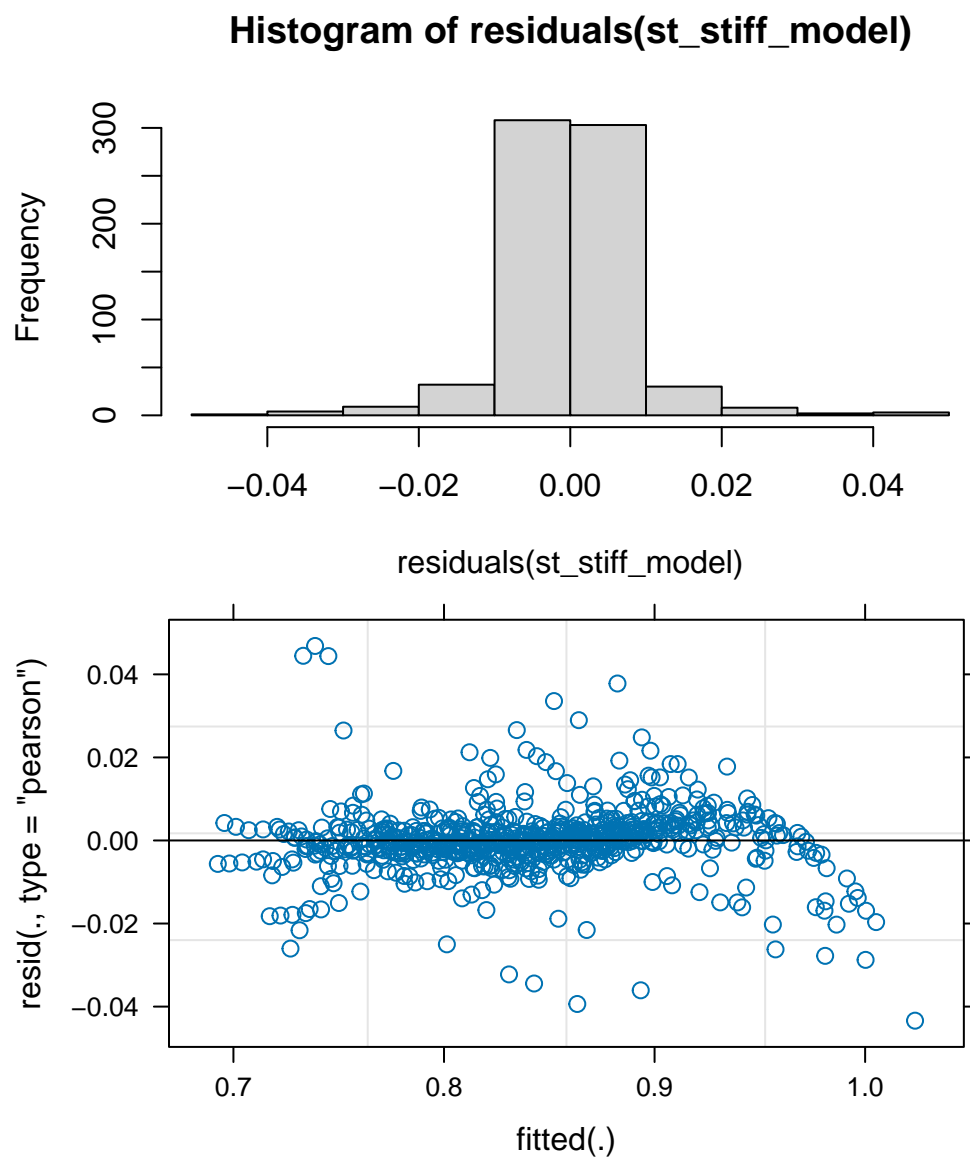 Histogram of residuals(st_stiff_model)
Frequency
300
200
100
0
−0.04 −0.02 0.00 0.02 0.04
residuals(st_stiff_model)
resid(., type = "pearson")
0.04
0.02
0.00
−0.02
−0.04
0.7 0.8 0.9 1.0
fitted(.)